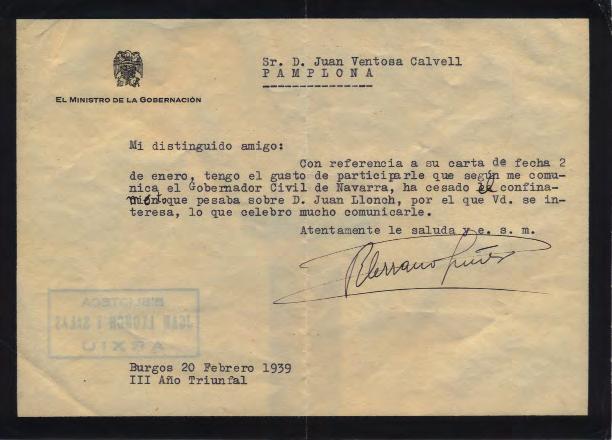 Sr. D. Juan Ventosa Calvell
PAMPLONA
EL MINISTRO DE LA GOBERNACIÓN
Mi distinguido amigo:
Con referencia a su carta de fecha 2
de enero, tengo el gusto de participarle que según me comu-
nica el Gobernador Civil de Navarra, ha cesado el confina-
miento que pesaba sobre D. Juan Llonch, por el que Vd. se in-
teresa, lo que celebro mucho comunicarle.
Atentamente le saluda y e. s. m.
RSerrano Suñer
BIBLIOTECA
JOAN LLONCH I SALAS
ARXIU
Burgos 20 Febrero 1939
III Año Triunfal